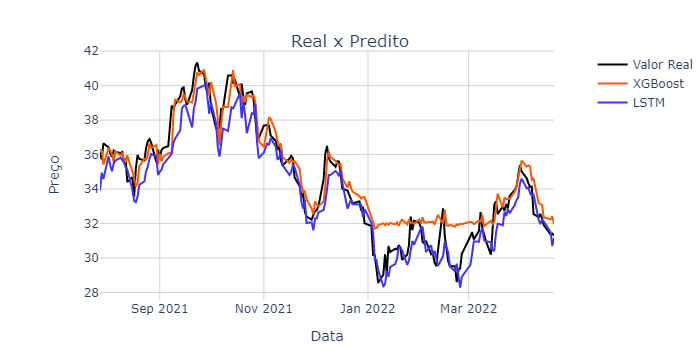 Real x Predito
42
40
38
36
34
32
30
28
Preço
Sep 2021
Nov 2021
Jan 2022
Mar 2022
Data
Valor Real
XGBoost
LSTM